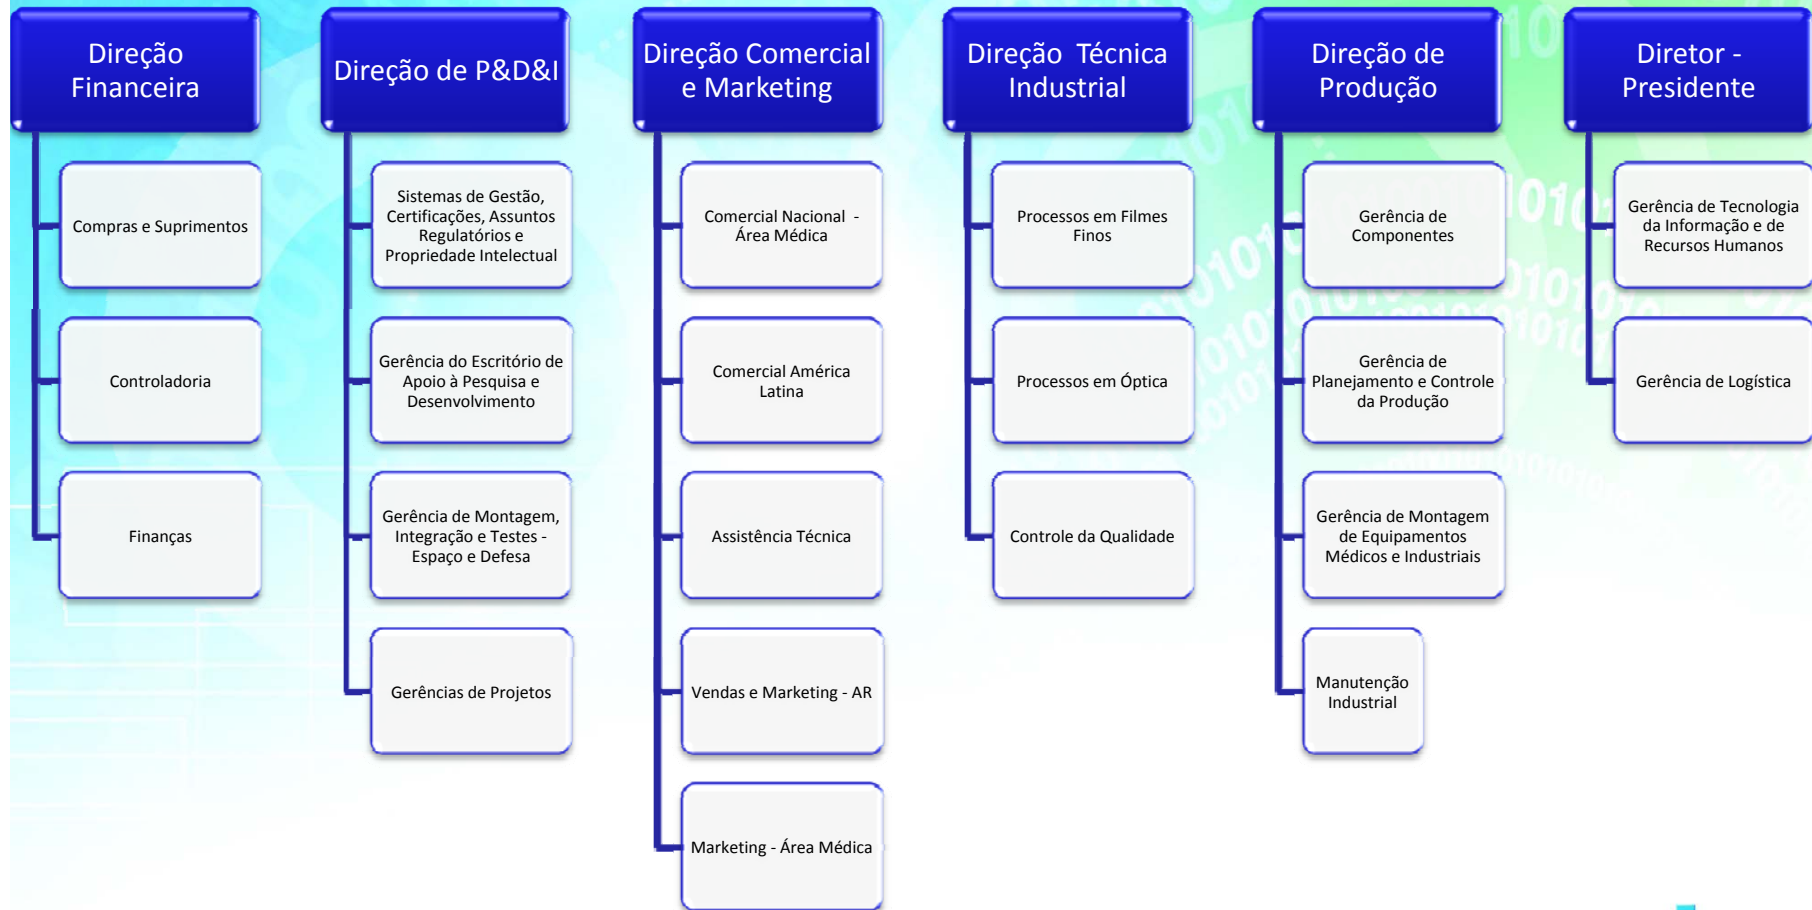 Direção
Financeira
Compras e Suprimentos
Controladoria
Finanças
Direção de P&D&I
Sistemas de Gestão,
Certificações, Assuntos
Regulatórios e
Propriedade Intelectual
Gerência do Escritório de
Apoio à Pesquisa e
Desenvolvimento
Gerência de Montagem,
Integração e Testes -
Espaço e Defesa
Gerências de Projetos
Direção Comercial
e Marketing
Comercial Nacional -
Área Médica
Comercial América
Latina
Assistência Técnica
Vendas e Marketing - AR
Marketing - Área Médica
Direção Técnica
Industrial
Processos em Filmes
Finos
Processos em Óptica
Controle da Qualidade
Direção de
Produção
Gerência de
Componentes
Gerência de
Planejamento e Controle
da Produção
Gerência de Montagem
de Equipamentos
Médicos e Industriais
Manutenção
Industrial
Diretor -
Presidente
Gerência de Tecnologia
da Informação e de
Recursos Humanos
Gerência de Logística